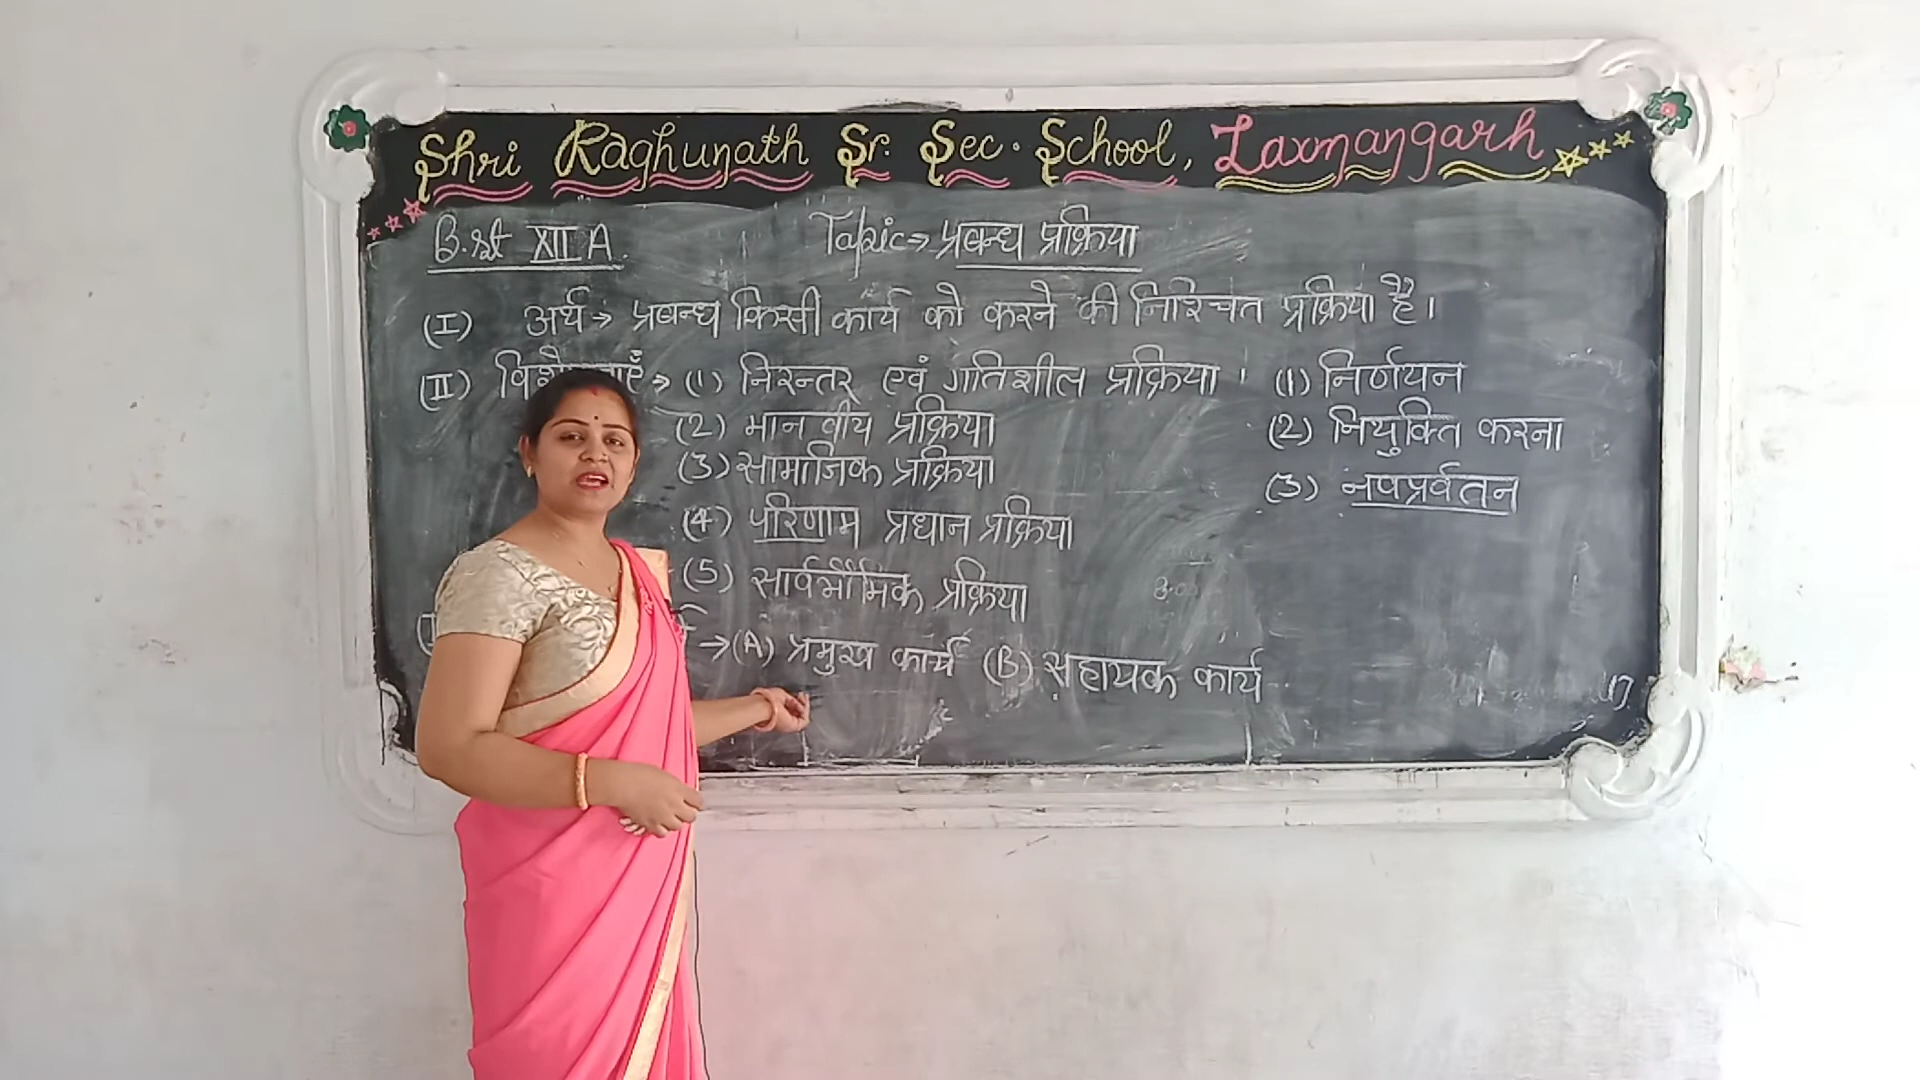 Shri Raghunath Sr. Sec. School, Laxmangarh
B.st XII A. Topic → प्रबन्ध प्रक्रिया
(I) अर्थ → प्रबन्ध किसी कार्य को करने की निश्चित प्रक्रिया है।
(II) → (1) निरन्तर एवं गतिशील प्रक्रिया ।
(2) मानवीय प्रक्रिया
(3) सामाजिक प्रक्रिया
(4) परिणाम प्रधान प्रक्रिया
(5) सार्वभौमिक प्रक्रिया
→ (A) प्रमुख कार्य (B) सहायक कार्य
(1) निर्णयन
(2) नियुक्ति करना
(3) नवप्रर्वतन